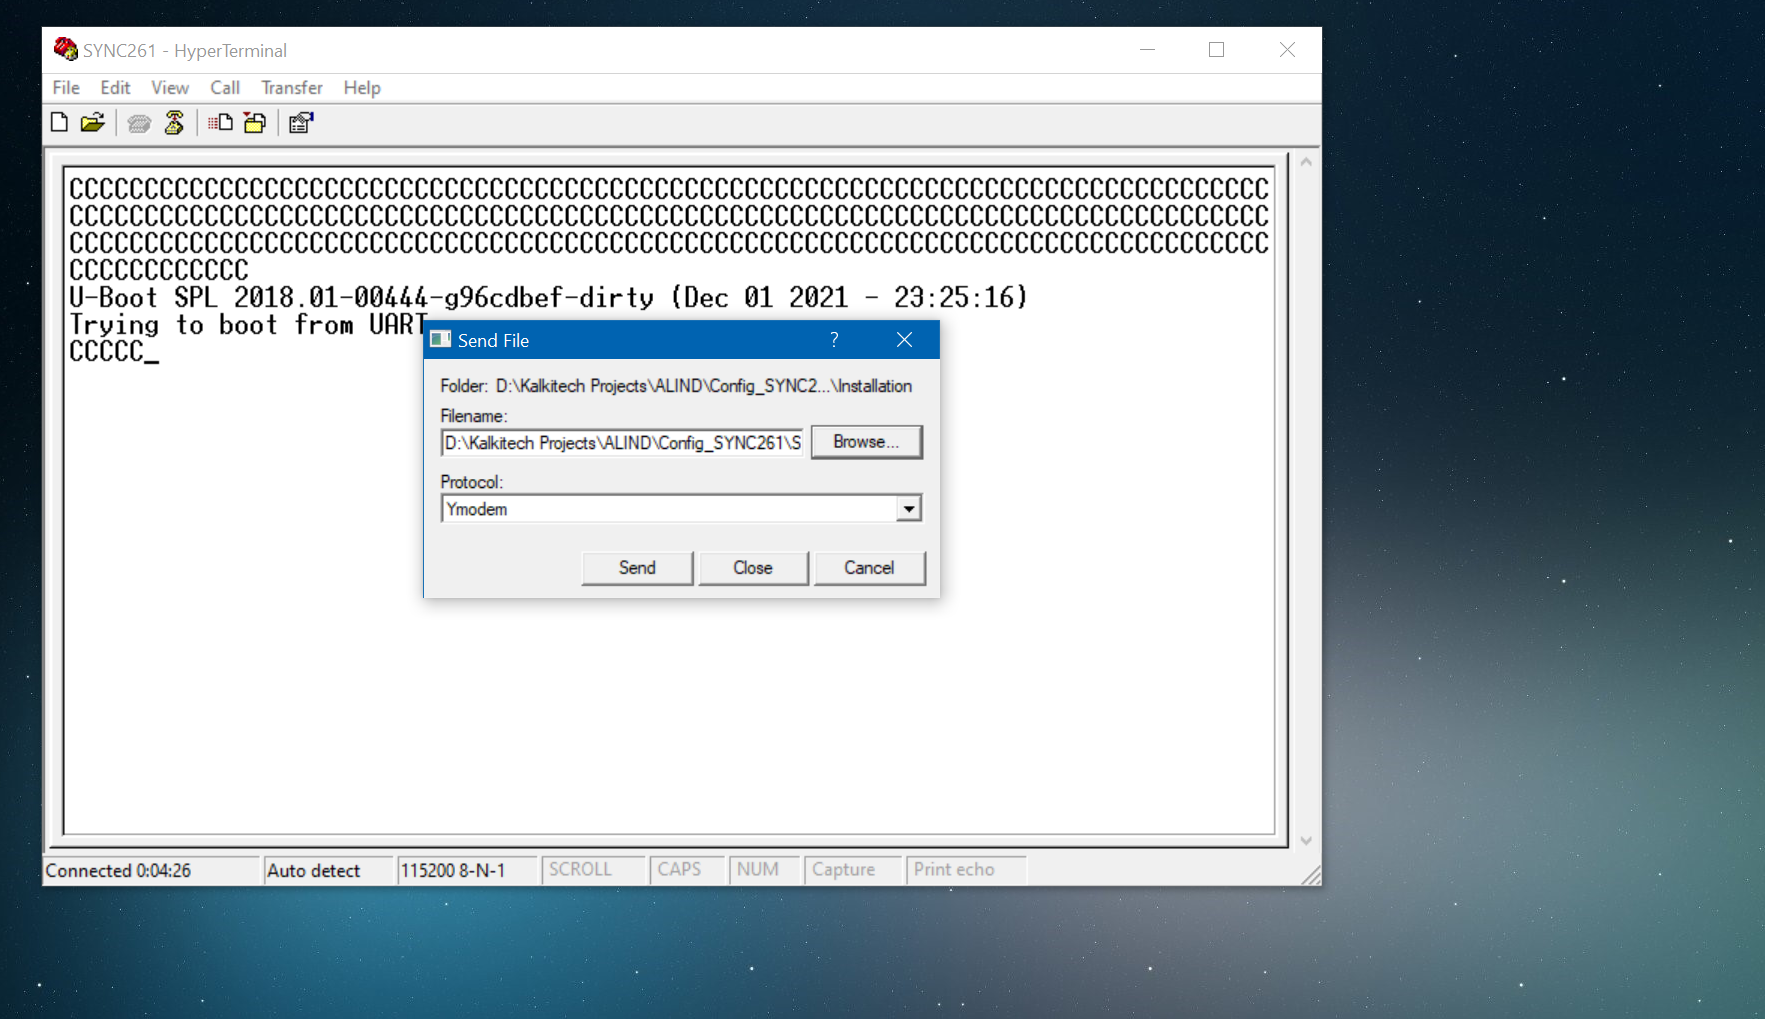 SYNC261 - HyperTerminal
File Edit View Call Transfer Help
CCCCCCCCCCCCCCCCCCCCCCCCCCCCCCCCCCCCCCCCCCCCCCCCCCCCCCCCCCCCCCCCCCCCCCCCCCCCCCCC
CCCCCCCCCCCCCCCCCCCCCCCCCCCCCCCCCCCCCCCCCCCCCCCCCCCCCCCCCCCCCCCCCCCCCCCCCCCCCCCC
CCCCCCCCCCCCCCCCCCCCCCCCCCCCCCCCCCCCCCCCCCCCCCCCCCCCCCCCCCCCCCCCCCCCCCCCCCCCCCCC
CCCCCCCCCCCC
U-Boot SPL 2018.01-00444-g96cdbef-dirty (Dec 01 2021 - 23:25:16)
Trying to boot from UART
CCCCC_
Send File ?
Folder: D:\Kalkitech Projects\ALIND\Config_SYNC2...\Installation
Filename:
D:\Kalkitech Projects\ALIND\Config_SYNC261\S Browse...
Protocol:
Ymodem
Send Close Cancel
Connected 0:04:26 Auto detect 115200 8-N-1 SCROLL CAPS NUM Capture Print echo